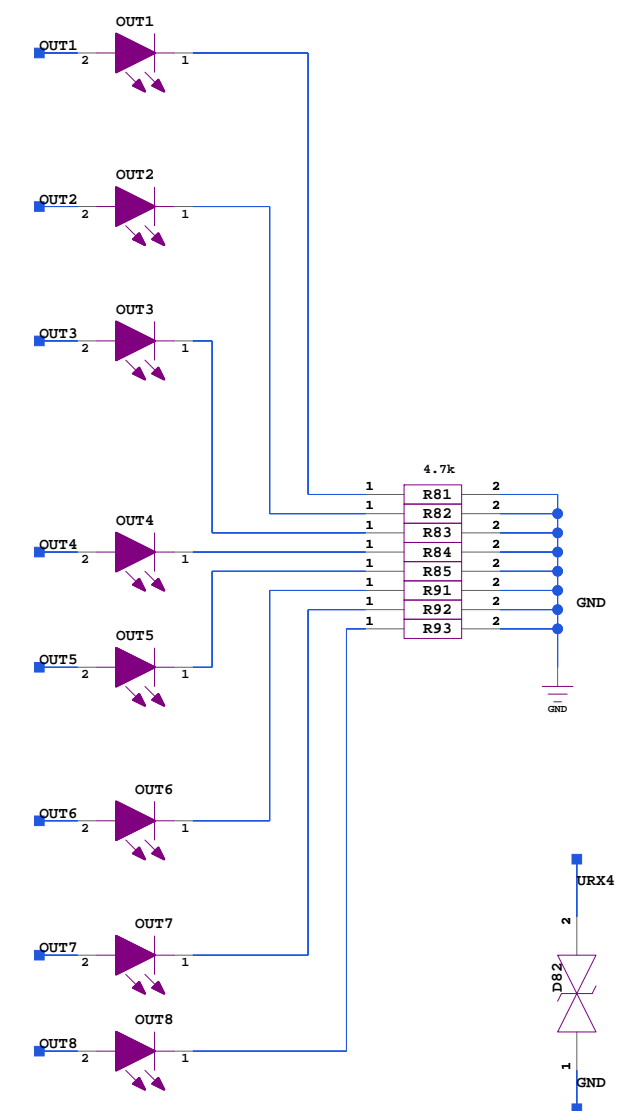 OUT1
OUT1
2 1
OUT2
OUT2
2 1
OUT3
OUT3
2 1
4.7k
1 R81 2
1 R82 2
1 R83 2
OUT4
OUT4
2 1
1 R84 2
1 R85 2
1 R91 2
1 R92 2
GND
1 R93 2
OUT5
OUT5
2 1
GND
OUT6
OUT6
2 1
URX4
2
OUT7
OUT7
2 1
D82
OUT8
OUT8
2 1
1
GND